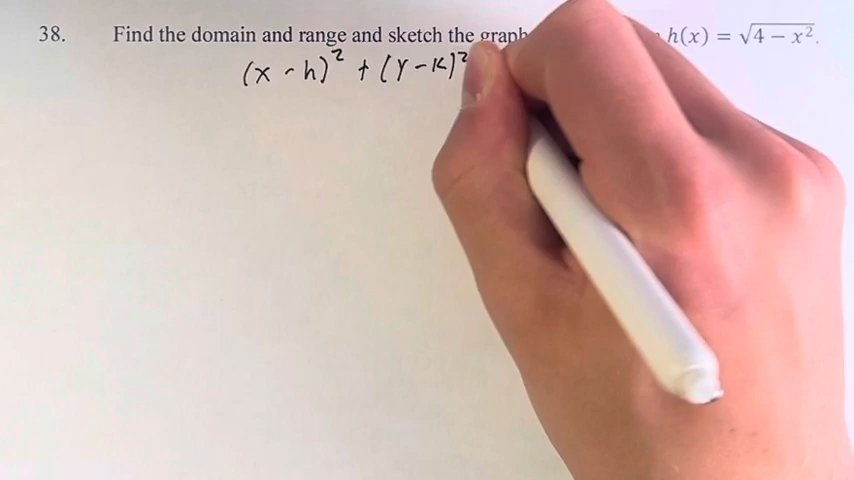 38. Find the domain and range and sketch the graph h(x) = √4 − x².
(x - h)² + (y - k)²